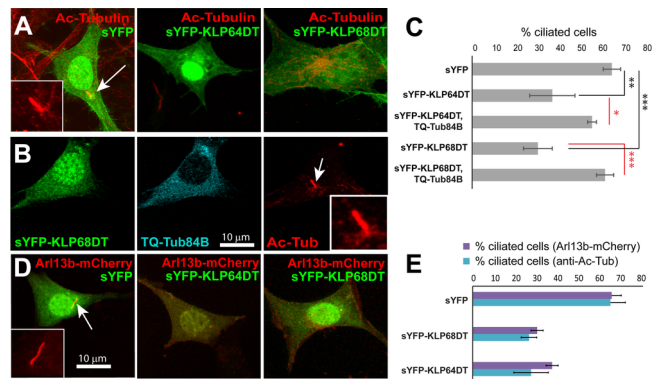 A
Ac-Tubulin
sYFP
Ac-Tubulin
sYFP-KLP64DT
Ac-Tubulin
sYFP-KLP68DT
B
sYFP-KLP68DT
TQ-Tub84B
10 μm
Ac-Tub
D
Arl13b-mCherry
sYFP
10 μm
Arl13b-mCherry
sYFP-KLP64DT
Arl13b-mCherry
sYFP-KLP68DT
C
% ciliated cells
0 10 20 30 40 50 60 70 80
sYFP
sYFP-KLP64DT
sYFP-KLP64DT,
TQ-Tub84B
sYFP-KLP68DT
sYFP-KLP68DT,
TQ-Tub84B
**
***
*
***
E
% ciliated cells (Arl13b-mCherry)
% ciliated cells (anti-Ac-Tub)
0 10 20 30 40 50 60 70 80
sYFP
sYFP-KLP68DT
sYFP-KLP64DT